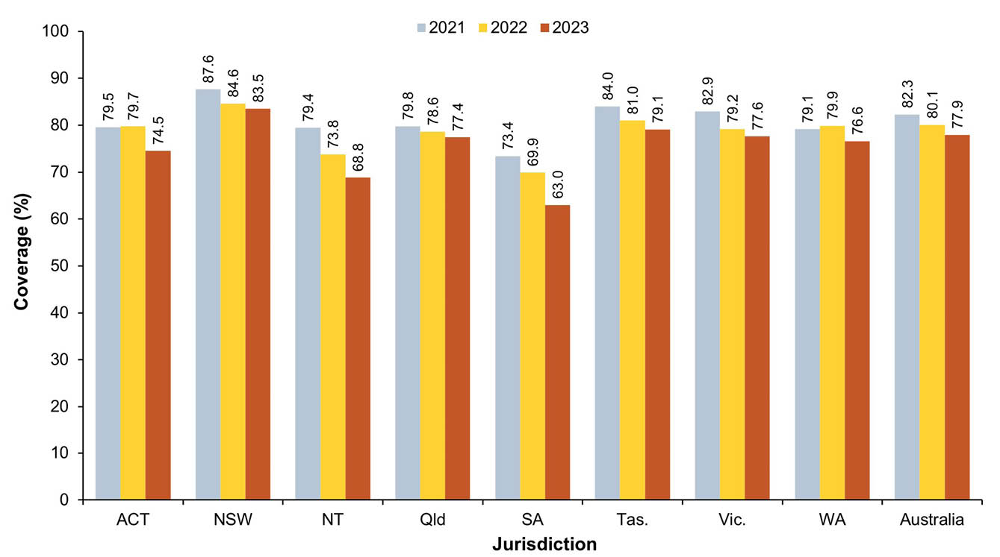 2021 2022 2023
Coverage (%)
100
90
80
70
60
50
40
30
20
10
0
79.5 79.7 74.5
87.6 84.6 83.5
79.4 73.8 68.8
79.8 78.6 77.4
73.4 69.9 63.0
84.0 81.0 79.1
82.9 79.2 77.6
79.1 79.9 76.6
82.3 80.1 77.9
ACT NSW NT Qld SA Tas. Vic. WA Australia
Jurisdiction